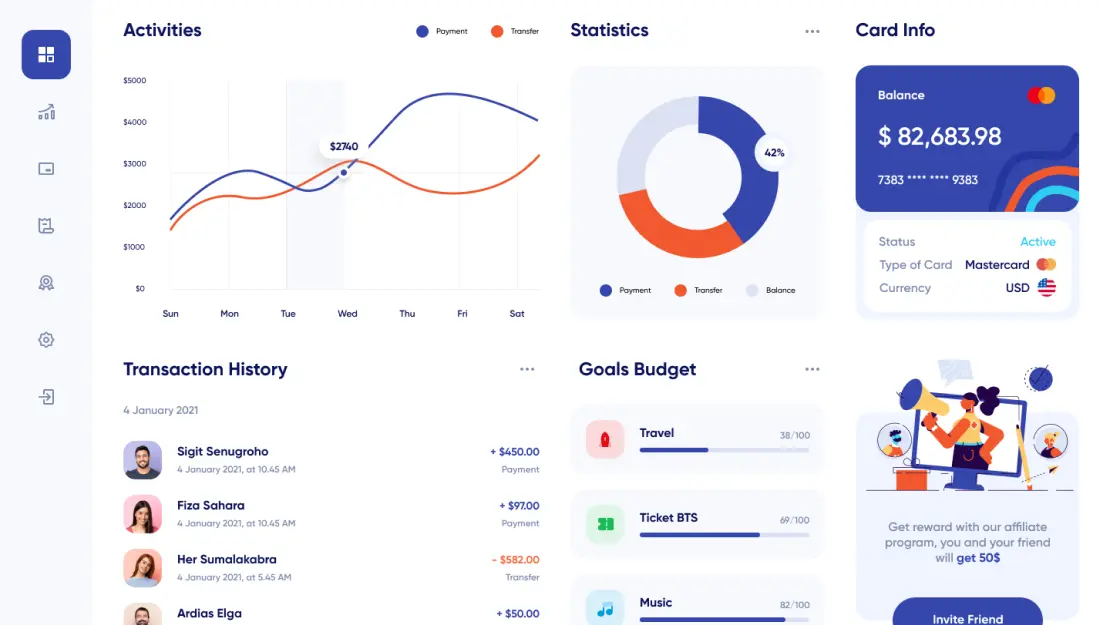 Activities
Payment
Transfer
$5000
$4000
$3000
$2000
$1000
$0
$2740
Sun
Mon
Tue
Wed
Thu
Fri
Sat
Statistics
42%
Payment
Transfer
Balance
Card Info
Balance
$ 82,683.98
7383 **** **** 9383
Status
Active
Type of Card
Mastercard
Currency
USD
Transaction History
4 January 2021
Sigit Senugroho
+ $450.00
4 January 2021, at 10.45 AM
Payment
Fiza Sahara
+ $97.00
4 January 2021, at 10.45 AM
Payment
Her Sumalakabra
- $582.00
4 January 2021, at 5.45 AM
Transfer
Ardias Elga
+ $50.00
Goals Budget
Travel
38/100
Ticket BTS
69/100
Music
82/100
Get reward with our affiliate
program, you and your friend
will get 50$
Invite Friend